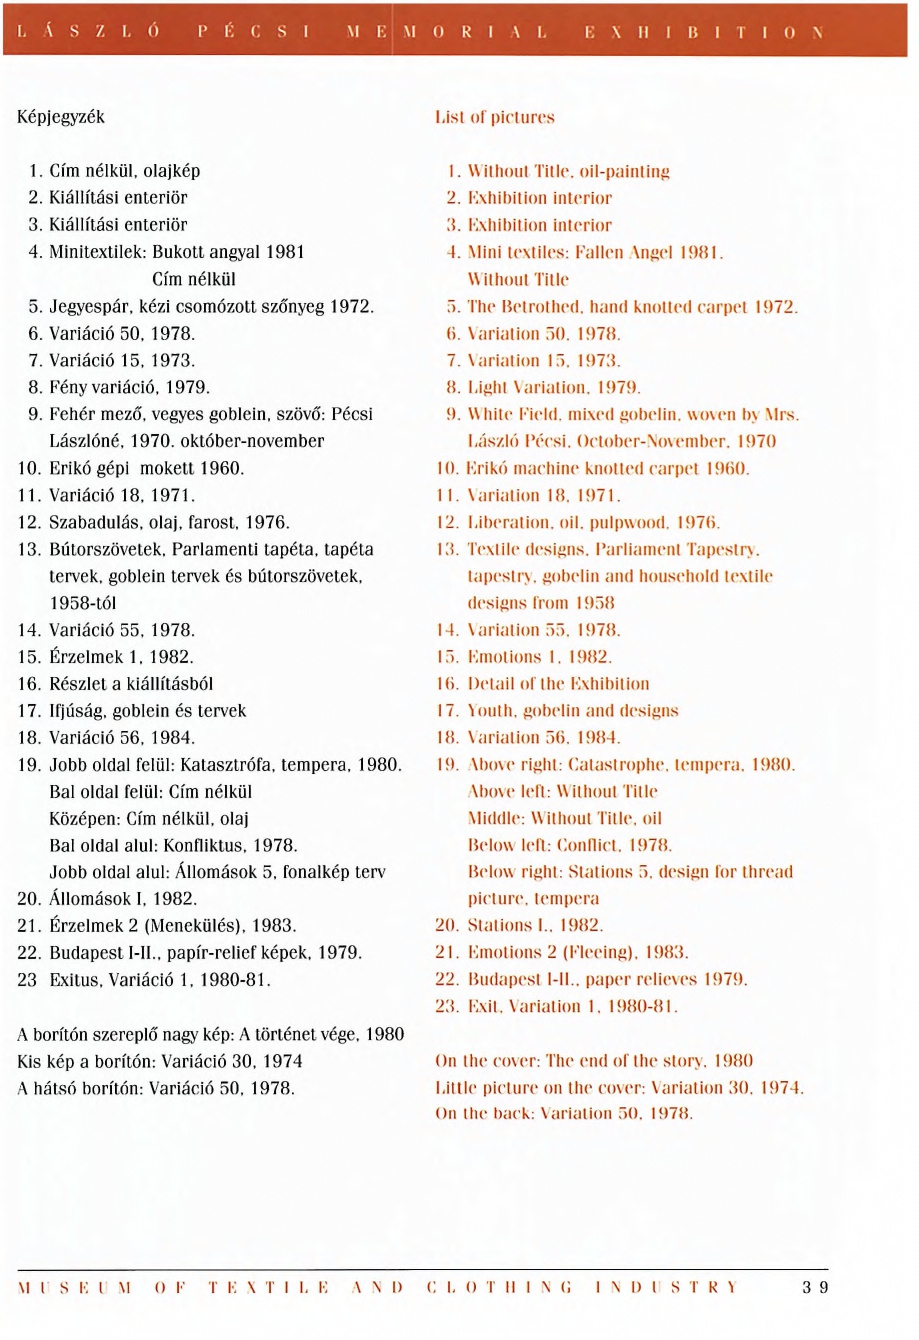 LÁSZLÓ PÉCSI MEMORIAL EXHIBITION
Képjegyzék
1. Cím nélkül, olajkép
2. Kiállítási enteriör
3. Kiállítási enteriör
4. Minitextilek: Bukott angyal 1981
Cím nélkül
5. Jegyespár, kézi csomózott szőnyeg 1972.
6. Variáció 50, 1978.
7. Variáció 15, 1973.
8. Fény variáció, 1979.
9. Fehér mező, vegyes goblein, szövő: Pécsi
Lászlóné, 1970. október-november
10. Erikó gépi mokett 1960.
11. Variáció 18, 1971.
12. Szabadulás, olaj, farost, 1976.
13. Bútorszövetek, Parlamenti tapéta, tapéta
tervek, goblein tervek és bútorszövetek,
1958-tól
14. Variáció 55, 1978.
15. Érzelmek 1, 1982.
16. Részlet a kiállításból
17. Ifjúság, goblein és tervek
18. Variáció 56, 1984.
19. Jobb oldal felül: Katasztrófa, tempera, 1980.
Bal oldal felül: Cím nélkül
Középen: Cím nélkül, olaj
Bal oldal alul: Konfliktus, 1978.
Jobb oldal alul: Állomások 5, fonalkép terv
20. Állomások I, 1982.
21. Érzelmek 2 (Menekülés), 1983.
22. Budapest I-II., papír-relief képek, 1979.
23 Exitus, Variáció 1, 1980-81.
A borítón szereplő nagy kép: A történet vége, 1980
Kis kép a borítón: Variáció 30, 1974
A hátsó borítón: Variáció 50, 1978.
List of pictures
1. Without Title, oil-painting
2. Exhibition interior
3. Exhibition interior
4. Mini textiles: Fallen Angel 1981.
Without Title
5. The Betrothed, hand knotted carpet 1972.
6. Variation 50, 1978.
7. Variation 15, 1973.
8. Light Variation, 1979.
9. White Field, mixed gobelin, woven by Mrs.
László Pécsi, October-November, 1970
10. Erikó machine knotted carpet 1960.
11. Variation 18, 1971.
12. Liberation, oil, pulpwood, 1976.
13. Textile designs, Parliament Tapestry,
tapestry, gobelin and household textile
designs from 1958
14. Variation 55, 1978.
15. Emotions 1, 1982.
16. Detail of the Exhibition
17. Youth, gobelin and designs
18. Variation 56, 1984.
19. Above right: Catastrophe, tempera, 1980.
Above left: Without Title
Middle: Without Title, oil
Below left: Conflict, 1978.
Below right: Stations 5, design for thread
picture, tempera
20. Stations I., 1982.
21. Emotions 2 (Fleeing), 1983.
22. Budapest I-II., paper relieves 1979.
23. Exit, Variation 1, 1980-81.
On the cover: The end of the story, 1980
Little picture on the cover: Variation 30, 1974.
On the back: Variation 50, 1978.
MUSEUM OF TEXTILE AND CLOTHING INDUSTRY 39